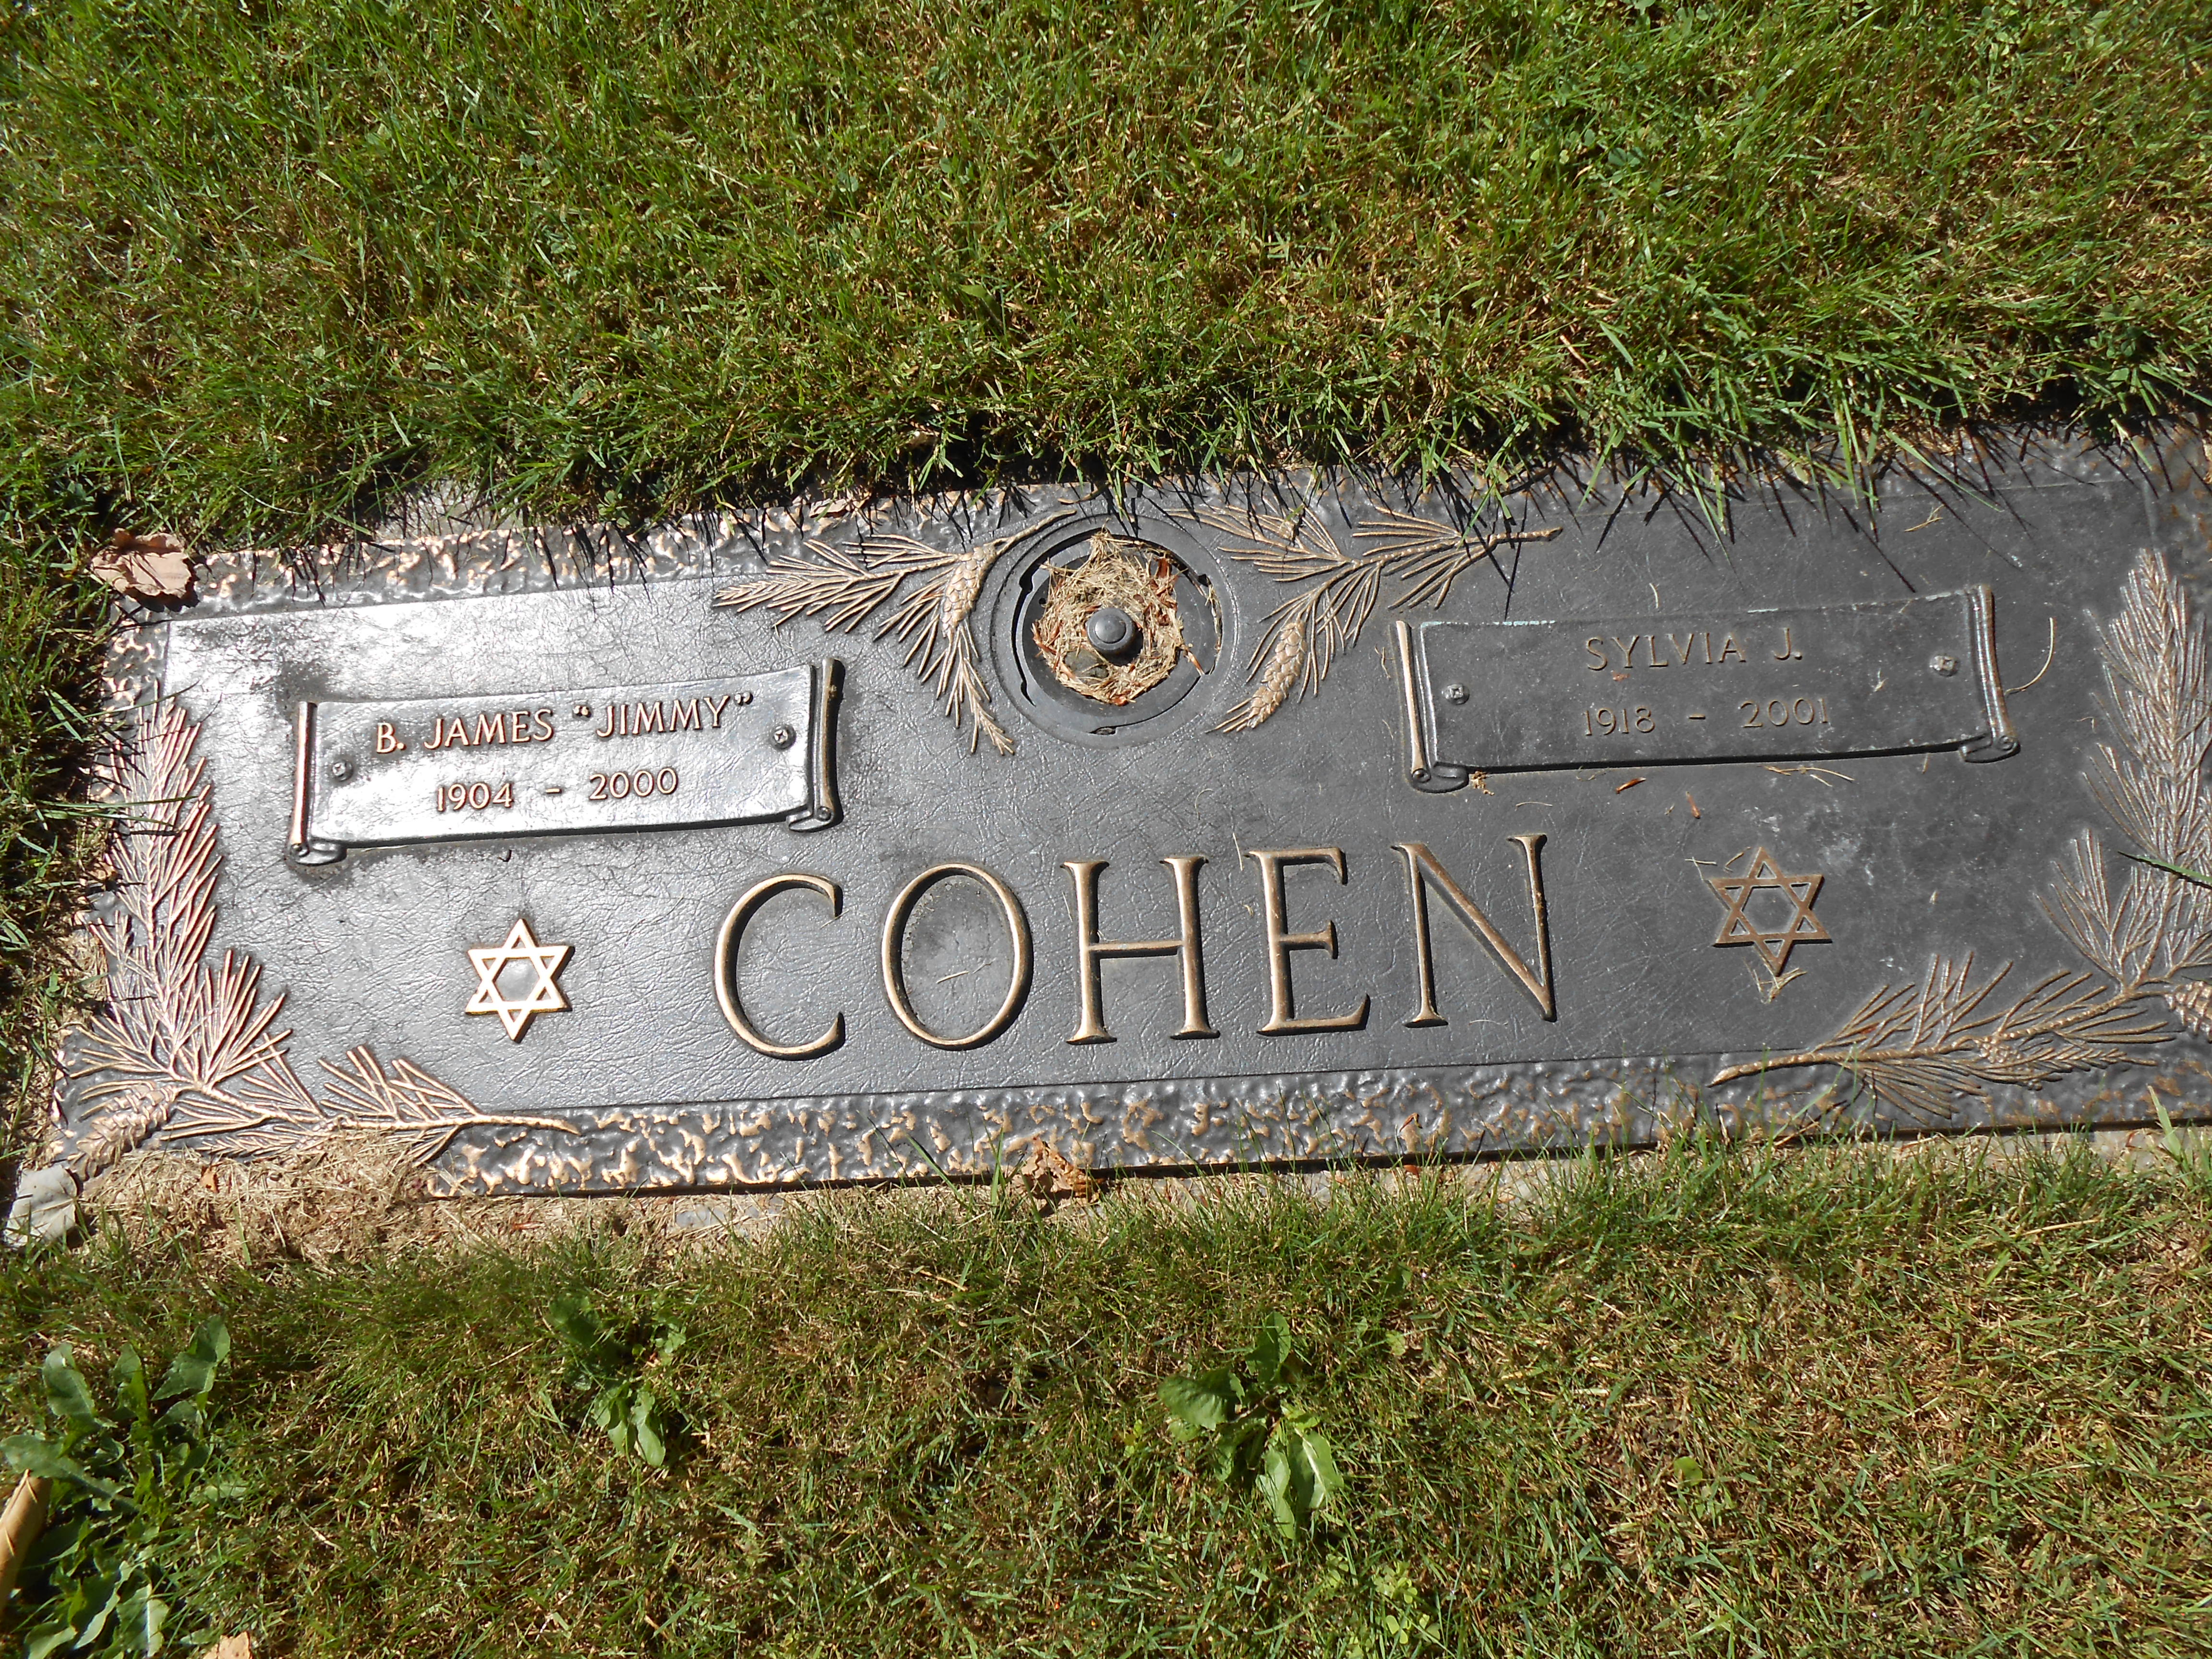 B. JAMES “JIMMY”
1904 - 2000
SYLVIA J.
1918 - 2001
COHEN